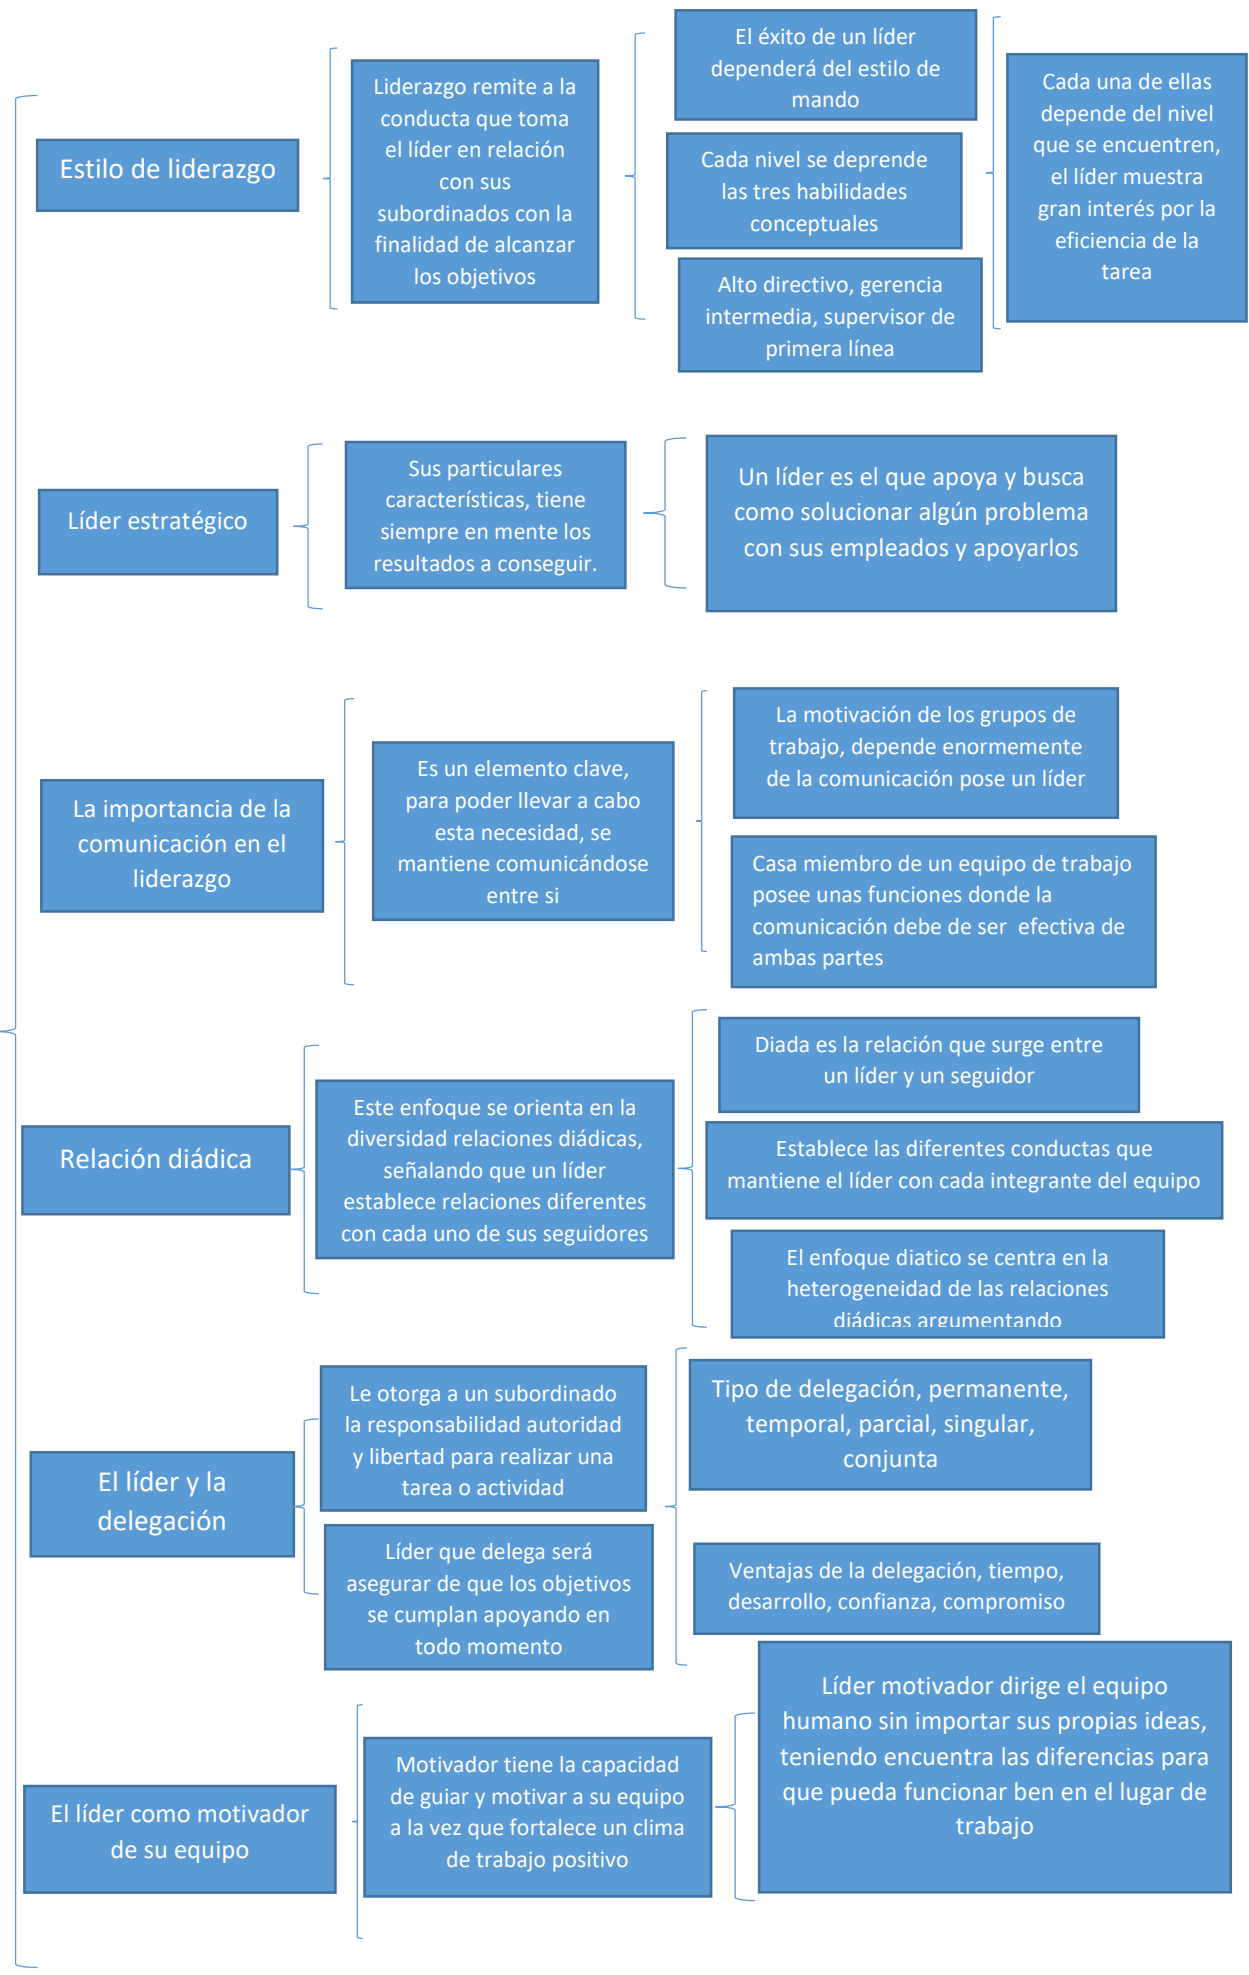 Estilo de liderazgo
Liderazgo remite a la
conducta que toma
el líder en relación
con sus
subordinados con la
finalidad de alcanzar
los objetivos
El éxito de un líder
dependerá del estilo de
mando
Cada nivel se deprende
las tres habilidades
conceptuales
Alto directivo, gerencia
intermedia, supervisor de
primera línea
Cada una de ellas
depende del nivel
que se encuentren,
el líder muestra
gran interés por la
eficiencia de la
tarea
Líder estratégico
Sus particulares
características, tiene
siempre en mente los
resultados a conseguir.
Un líder es el que apoya y busca
como solucionar algún problema
con sus empleados y apoyarlos
La importancia de la
comunicación en el
liderazgo
Es un elemento clave,
para poder llevar a cabo
esta necesidad, se
mantiene comunicándose
entre si
La motivación de los grupos de
trabajo, depende enormemente
de la comunicación pose un líder
Casa miembro de un equipo de trabajo
posee unas funciones donde la
comunicación debe de ser  efectiva de
ambas partes
Relación diádica
Este enfoque se orienta en la
diversidad relaciones diádicas,
señalando que un líder
establece relaciones diferentes
con cada uno de sus seguidores
Diada es la relación que surge entre
un líder y un seguidor
Establece las diferentes conductas que
mantiene el líder con cada integrante del equipo
El enfoque diatico se centra en la
heterogeneidad de las relaciones
diádicas argumentando
El líder y la
delegación
Le otorga a un subordinado
la responsabilidad autoridad
y libertad para realizar una
tarea o actividad
Líder que delega será
asegurar de que los objetivos
se cumplan apoyando en
todo momento
Tipo de delegación, permanente,
temporal, parcial, singular,
conjunta
Ventajas de la delegación, tiempo,
desarrollo, confianza, compromiso
El líder como motivador
de su equipo
Motivador tiene la capacidad
de guiar y motivar a su equipo
a la vez que fortalece un clima
de trabajo positivo
Líder motivador dirige el equipo
humano sin importar sus propias ideas,
teniendo encuentra las diferencias para
que pueda funcionar ben en el lugar de
trabajo